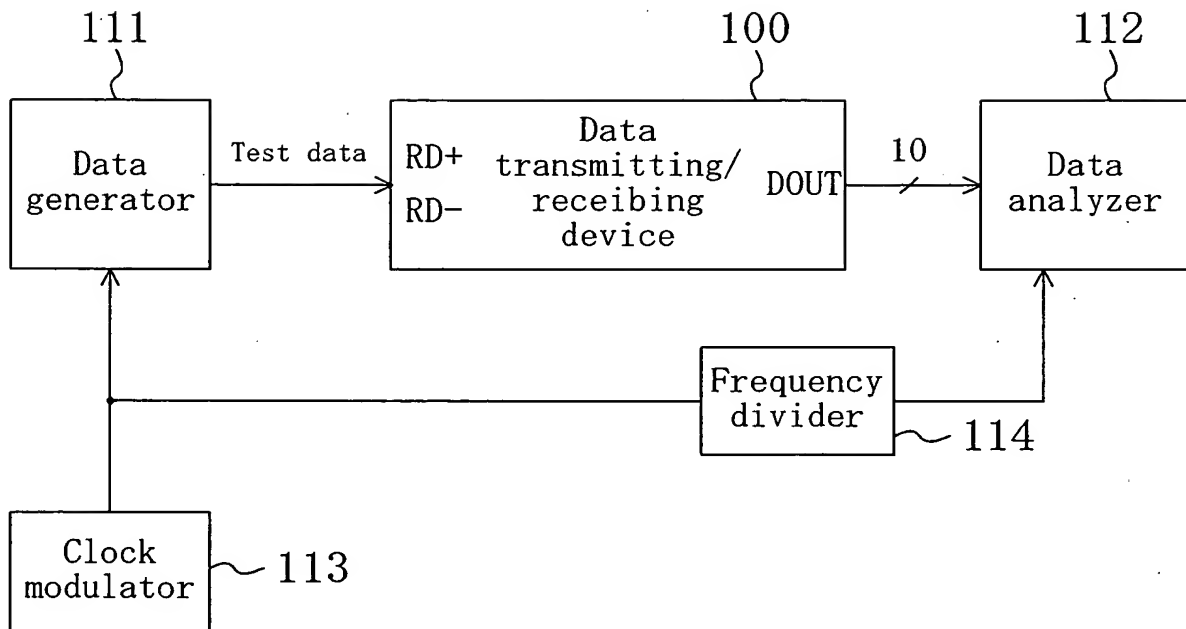 111
100
112
Data
generator
Test data
RD+
RD-
Data
transmitting/
receibing
device
DOUT
10
Data
analyzer
Frequency
divider
114
Clock
modulator
113